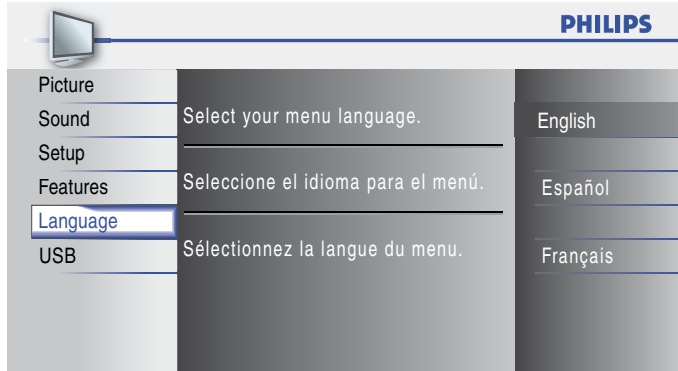 PHILIPS
Picture
Sound
Setup
Features
Language
USB
Select your menu language.
Seleccione el idioma para el menú.
Sélectionnez la langue du menu.
English
Español
Français